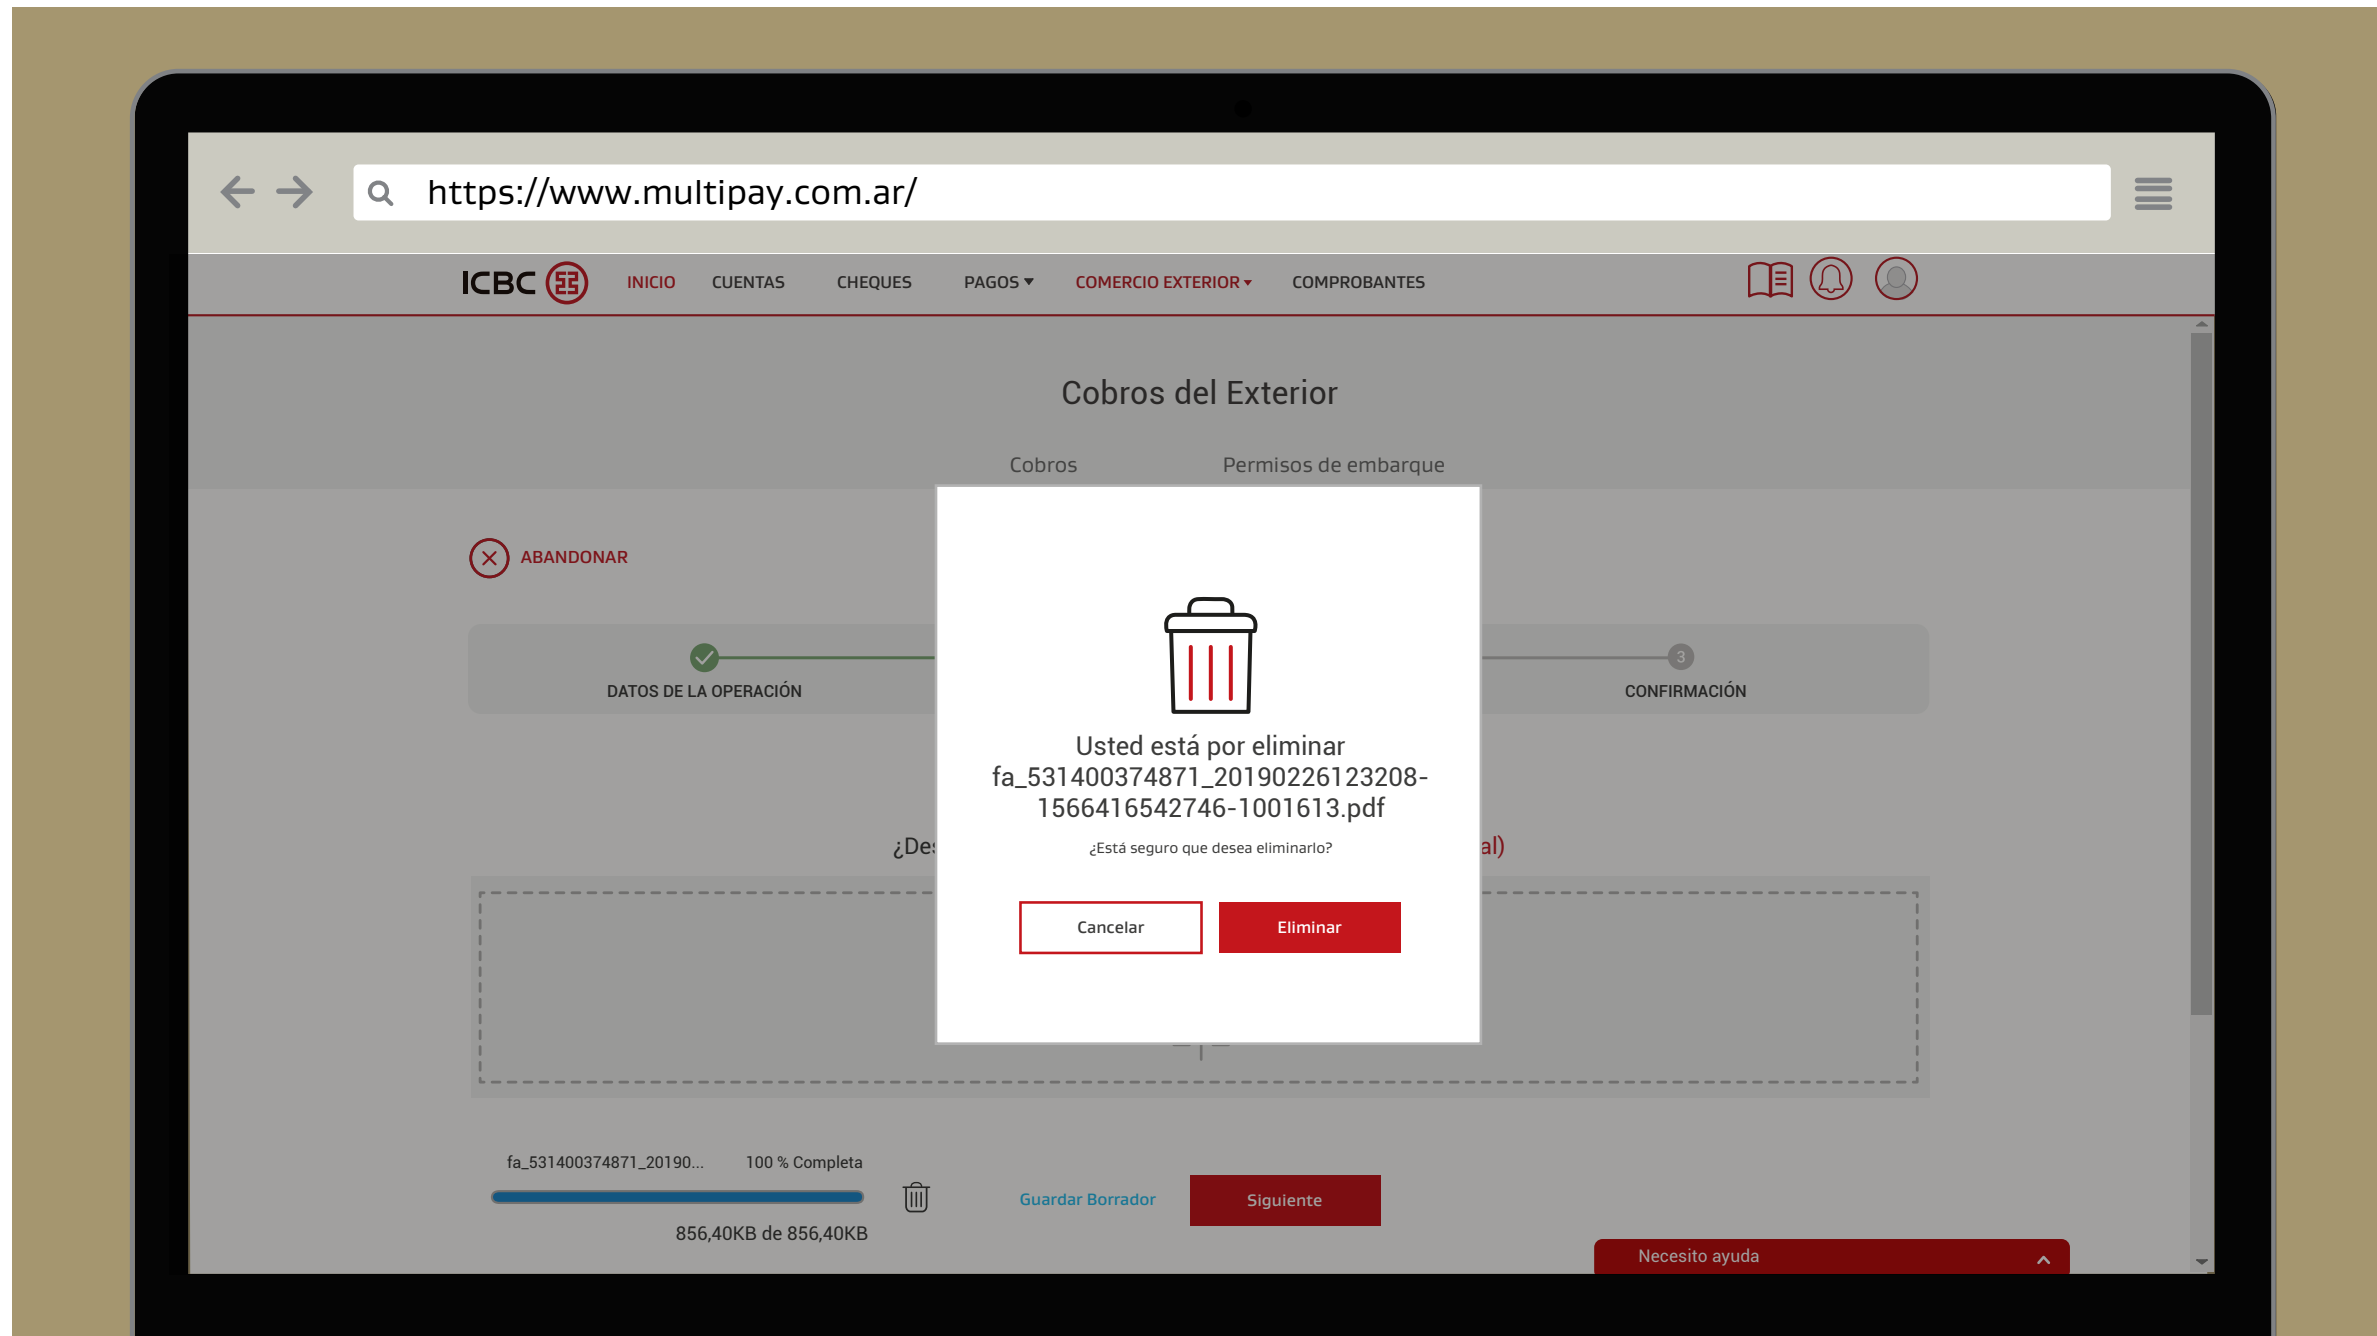 https://www.multipay.com.ar/
ICBC INICIO CUENTAS CHEQUES PAGOS COMERCIO EXTERIOR COMPROBANTES
Cobros del Exterior
Cobros Permisos de embarque
ABANDONAR
3
DATOS DE LA OPERACIÓN CONFIRMACIÓN
Usted está por eliminar
fa_531400374871_20190226123208-
1566416542746-1001613.pdf
¿Está seguro que desea eliminarlo?
Cancelar Eliminar
fa_531400374871_20190... 100 % Completa
Guardar Borrador Siguiente
856,40KB de 856,40KB
Necesito ayuda